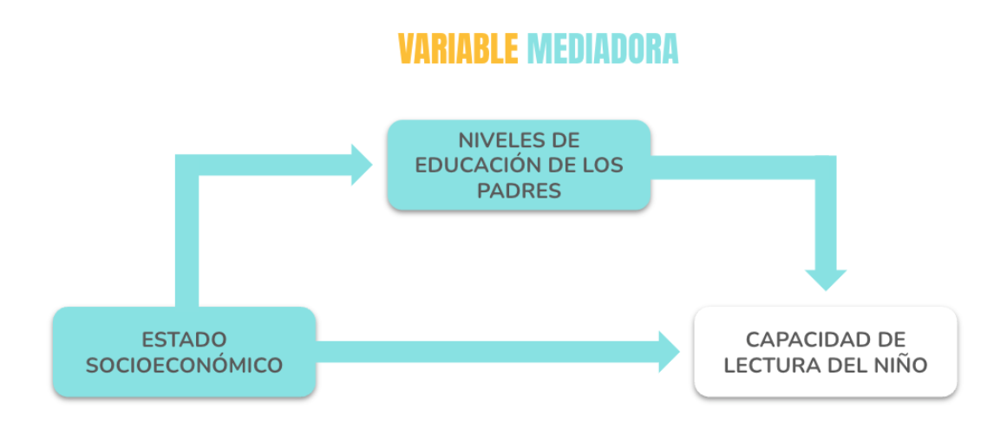 VARIABLE MEDIADORA
NIVELES DE
EDUCACIÓN DE LOS
PADRES
ESTADO
SOCIOECONÓMICO
CAPACIDAD DE
LECTURA DEL NIÑO